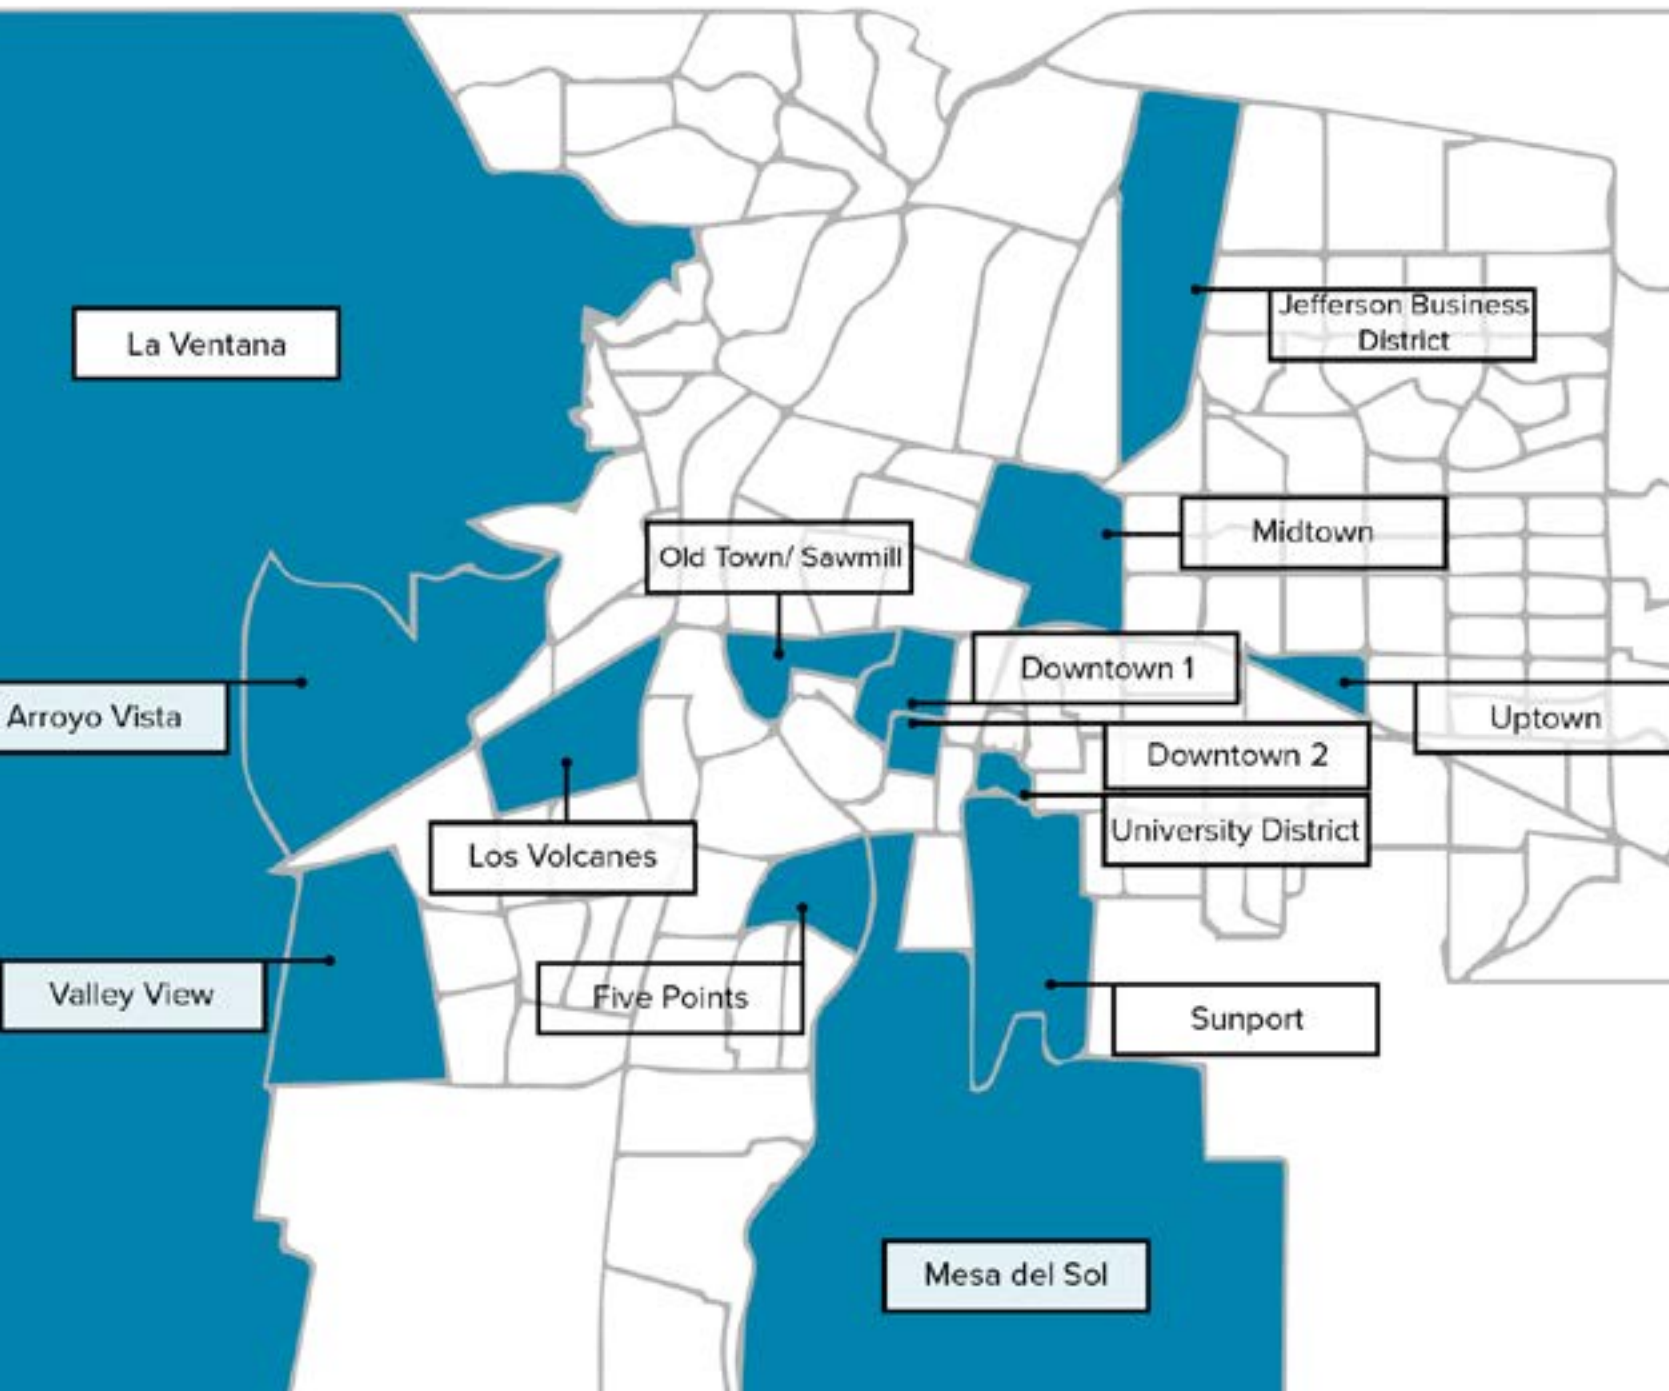 Jefferson Business
District
La Ventana
Midtown
Old Town/ Sawmill
Downtown 1
Arroyo Vista
Uptown
Downtown 2
University District
Los Volcanes
Valley View
Five Points
Sunport
Mesa del Sol